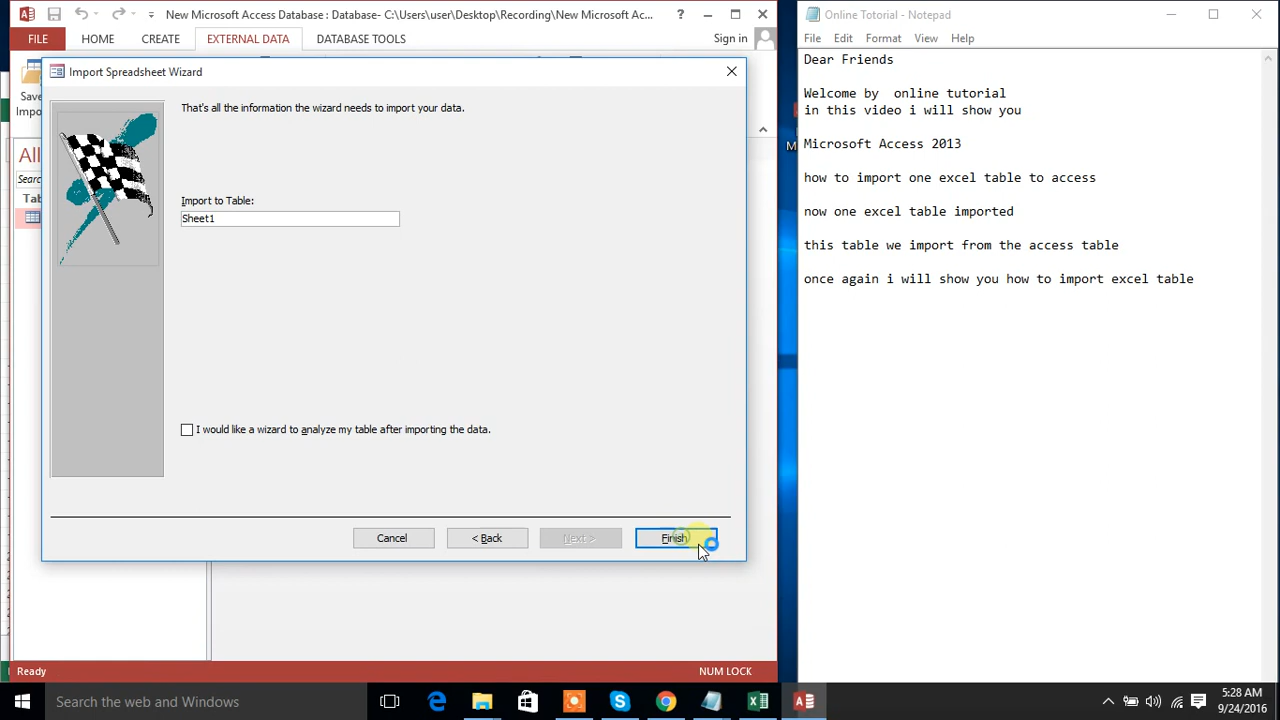 New Microsoft Access Database : Database- C:\Users\user\Desktop\Recording\New Microsoft Ac...
?
FILE
HOME
CREATE
EXTERNAL DATA
DATABASE TOOLS
Sign in
Import Spreadsheet Wizard
Save
Impor
All
Searc
Tab
That's all the information the wizard needs to import your data.
Import to Table:
Sheet1
I would like a wizard to analyze my table after importing the data.
Cancel
< Back
Next >
Finish
Ready
NUM LOCK
Online Tutorial - Notepad
File
Edit
Format
View
Help
Dear Friends
Welcome by  online tutorial
in this video i will show you
Microsoft Access 2013
how to import one excel table to access
now one excel table imported
this table we import from the access table
once again i will show you how to import excel table
Search the web and Windows
5:28 AM
9/24/2016